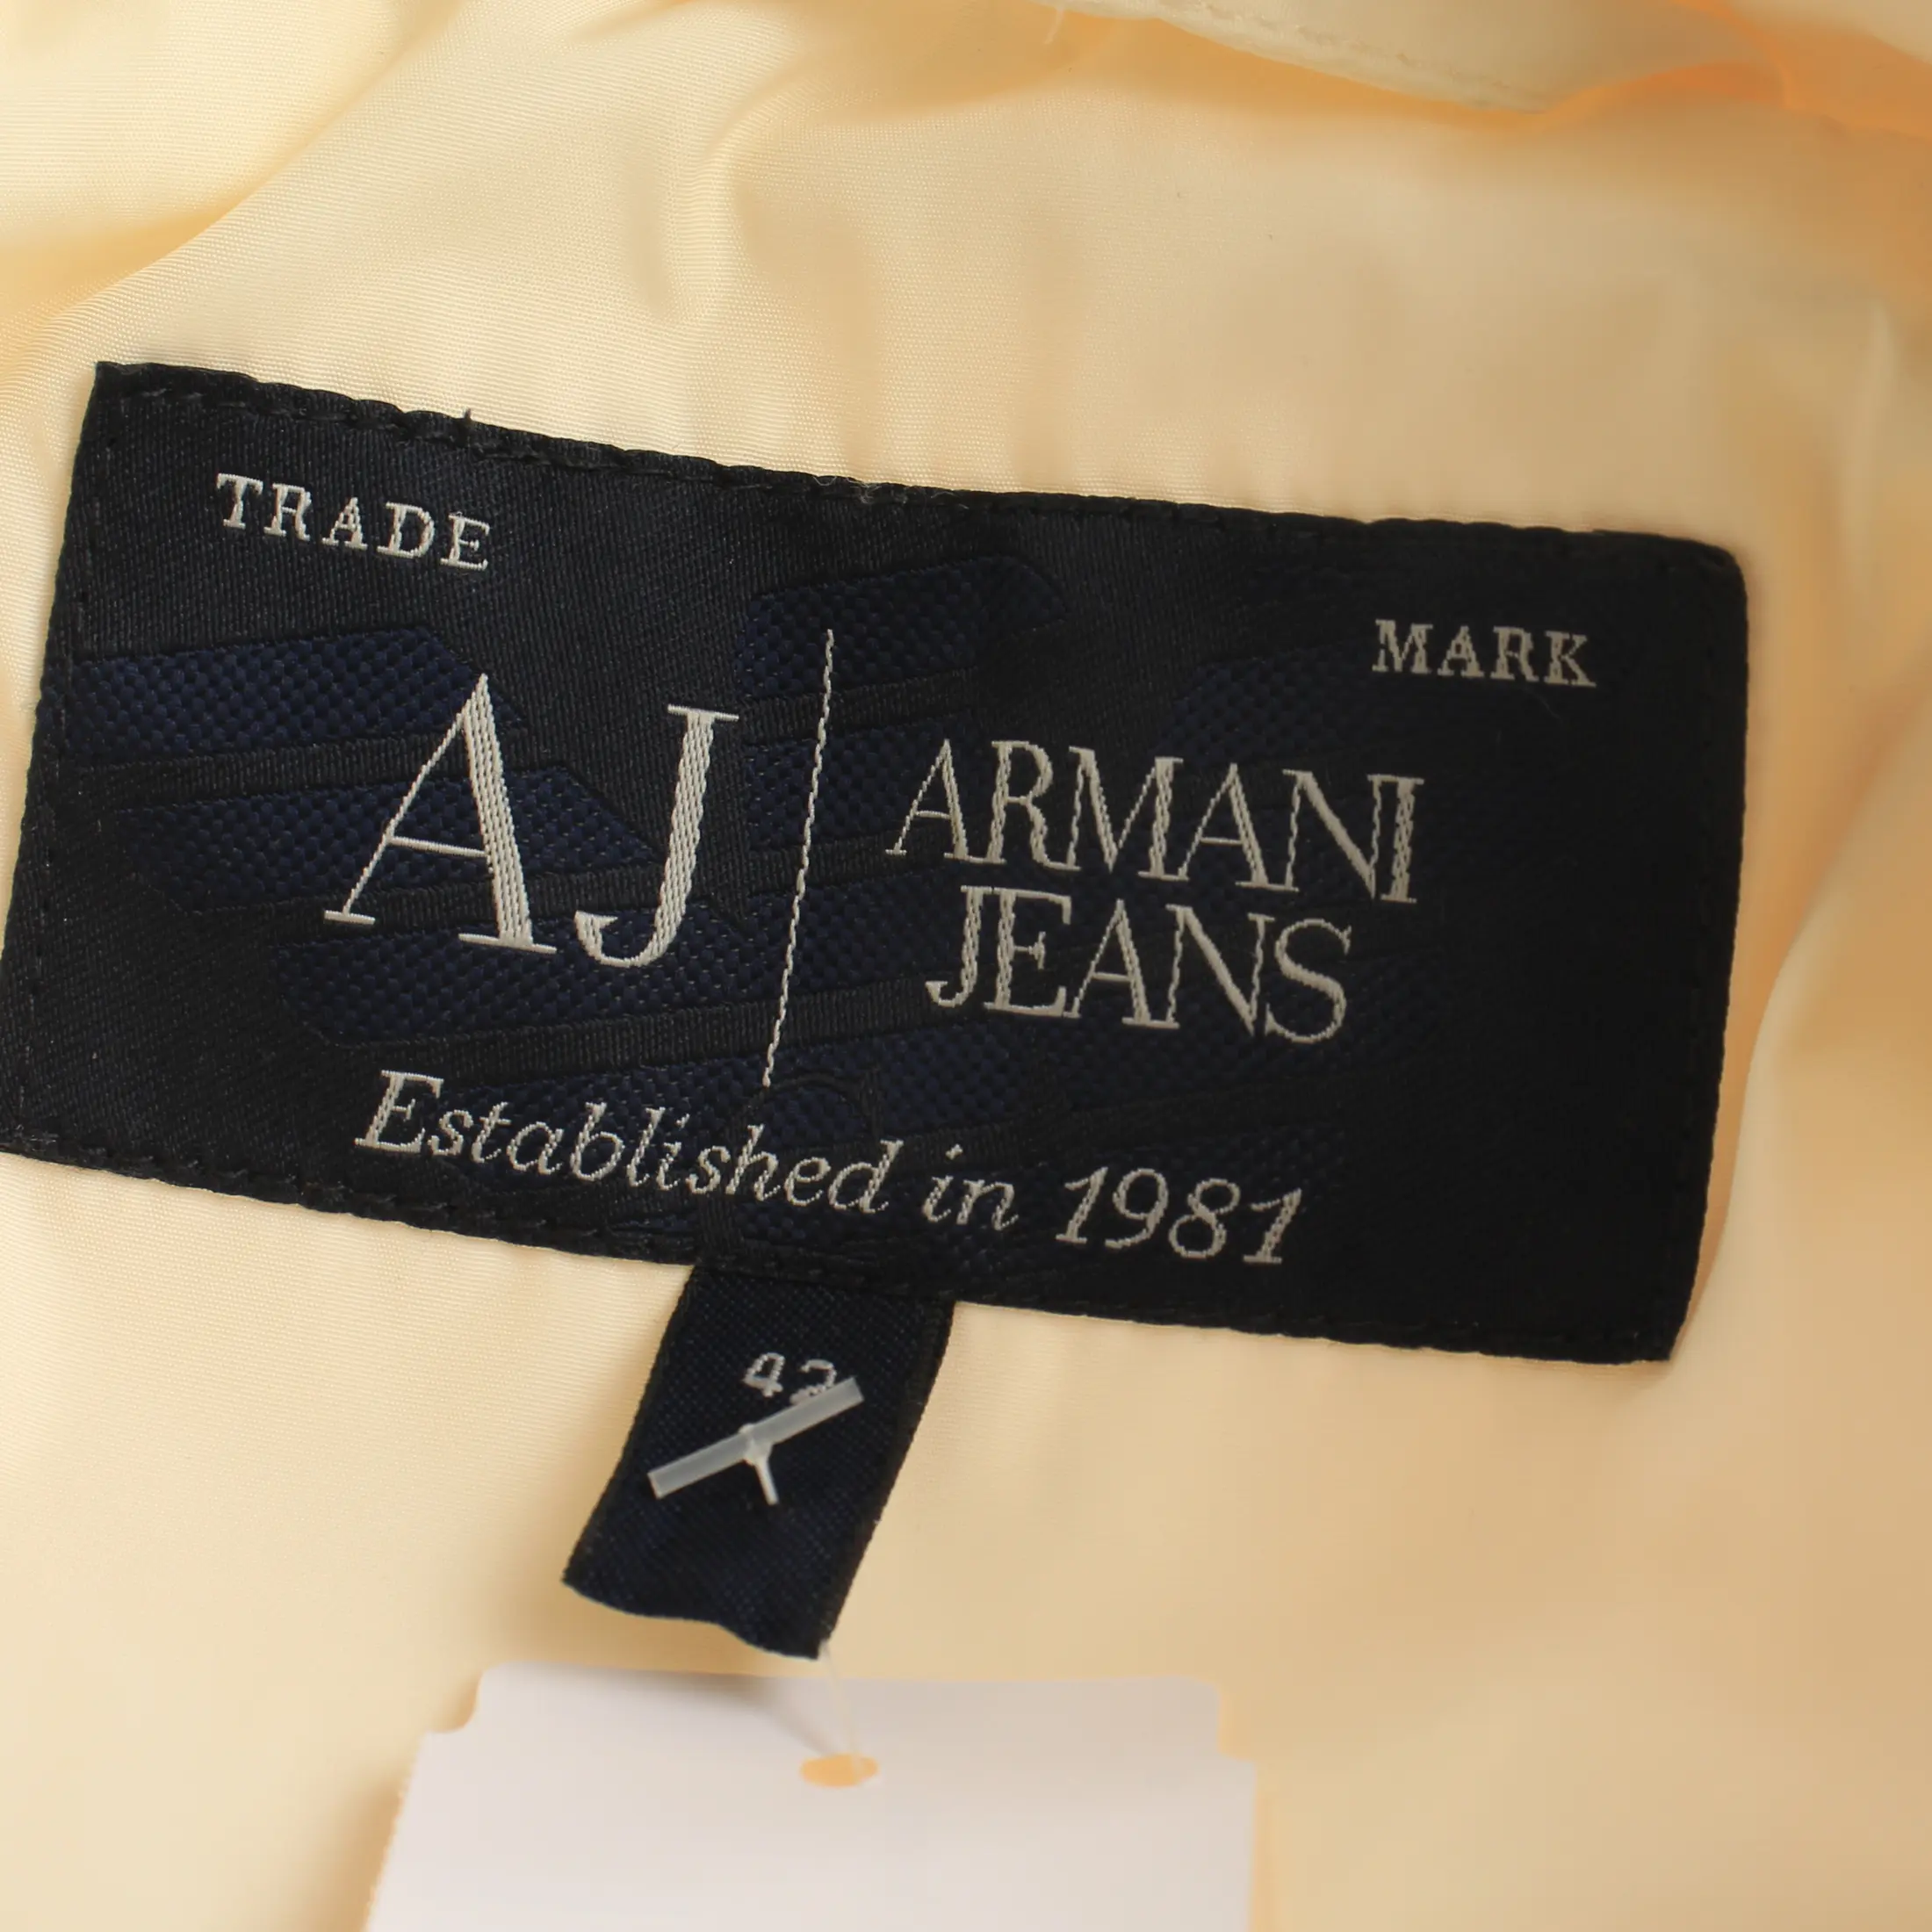 TRADE
MARK
AJ
ARMANI
JEANS
Established in 1981
42